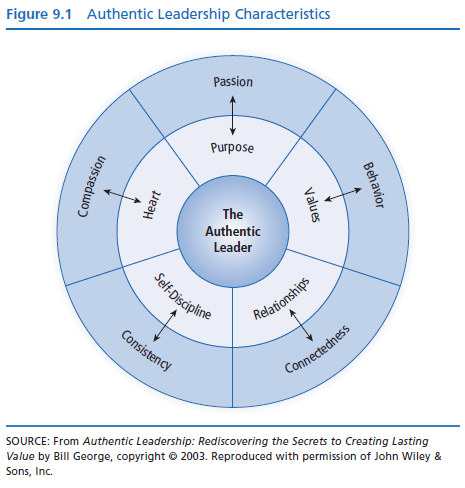 Figure 9.1 Authentic Leadership Characteristics
Passion
Purpose
Compassion
Heart
Values
Behavior
The
Authentic
Leader
Self-Discipline
Relationships
Consistency
Connectedness
SOURCE: From Authentic Leadership: Rediscovering the Secrets to Creating Lasting
Value by Bill George, copyright © 2003. Reproduced with permission of John Wiley &
Sons, Inc.